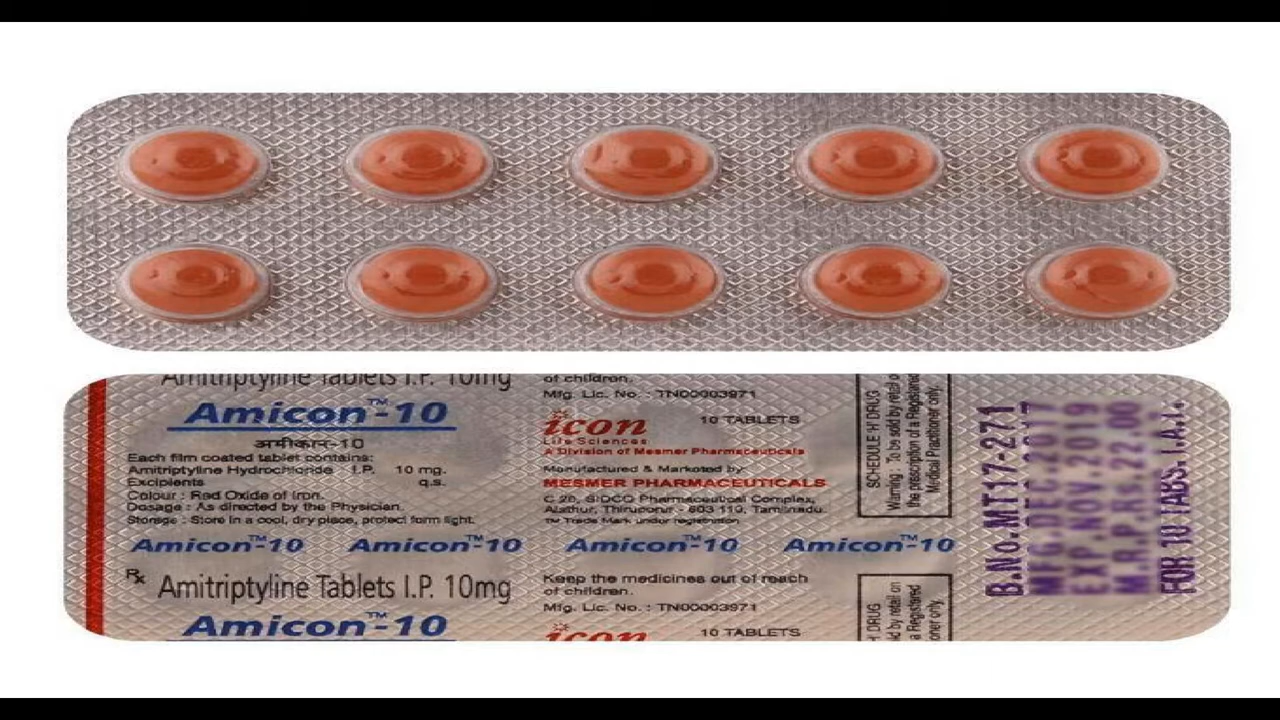 Amitriptyline Tablets I.P. 10mg
Amicon™-10
अमीकान-10
Each film coated tablet contains:
Amitriptyline Hydrochloride I.P. 10 mg.
Excipients q.s.
Colour : Red Oxide of Iron.
Dosage : As directed by the Physician.
Storage : Store in a cool, dry place, protect form light.
of children.
Mfg. Lic. No. : TN00003971
icon 10 TABLETS
Life Sciences
A Division of Mesmer Pharmaceuticals
Manufactured & Marketed by
MESMER PHARMACEUTICALS
C 26, SIDCO Pharmaceutical Complex,
Alathur, Thiruporur - 603 110, Tamilnadu.
™ Trade Mark under registration
SCHEDULE 'H' DRUG
Warning : To be sold by retail o
the prescription of a Registered
Medical Practitioner only.
Amicon™-10 Amicon™-10 Amicon™-10 Amicon™-10
Rx Amitriptyline Tablets I.P. 10mg
Amicon™-10
Keep the medicines out of reach
of children.
Mfg. Lic. No. : TN00003971
icon 10 TABLETS
H' DRUG
ld by retail on
a Registered
oner only.
B.No.MT17-271
MFG.DEC.2017
EXP.NOV.2019
M.R.P.RS.22.00
FOR 10 TABS.I.A.T.